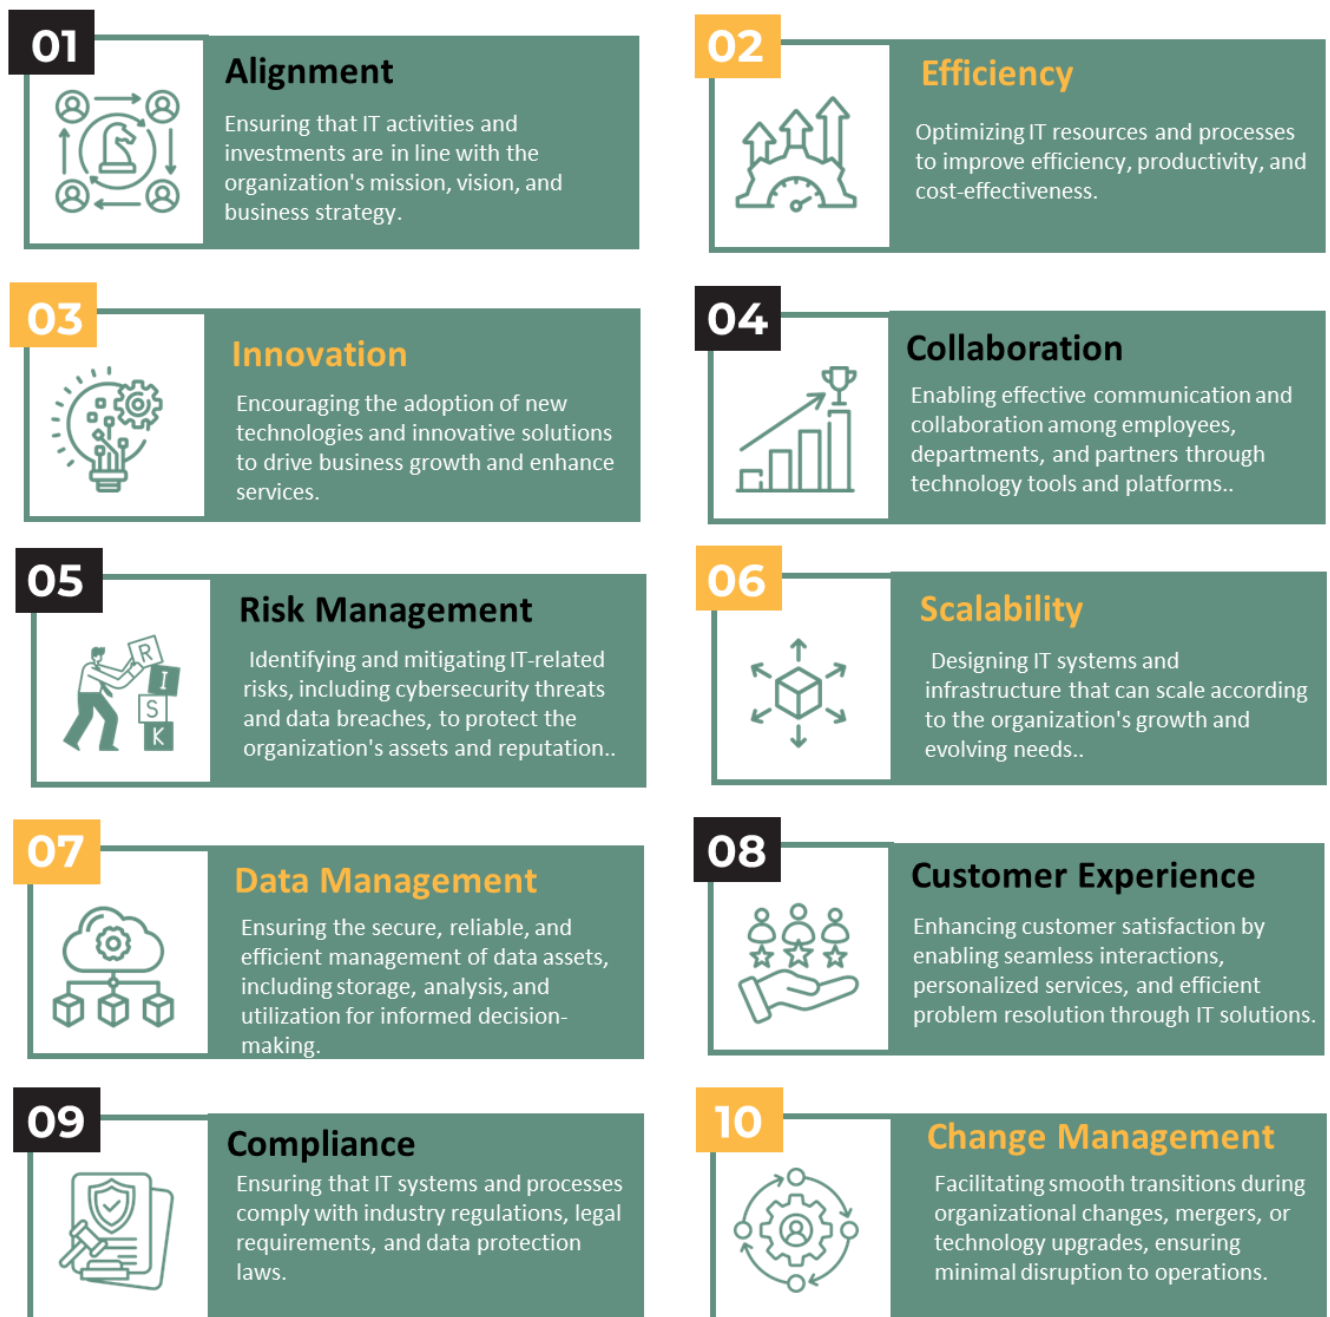 01
Alignment
Ensuring that IT activities and
investments are in line with the
organization's mission, vision, and
business strategy.
02
Efficiency
Optimizing IT resources and processes
to improve efficiency, productivity, and
cost-effectiveness.
03
Innovation
Encouraging the adoption of new
technologies and innovative solutions
to drive business growth and enhance
services.
04
Collaboration
Enabling effective communication and
collaboration among employees,
departments, and partners through
technology tools and platforms..
05
Risk Management
R
I
S
K
Identifying and mitigating IT-related
risks, including cybersecurity threats
and data breaches, to protect the
organization's assets and reputation..
06
Scalability
Designing IT systems and
infrastructure that can scale according
to the organization's growth and
evolving needs..
07
Data Management
Ensuring the secure, reliable, and
efficient management of data assets,
including storage, analysis, and
utilization for informed decision-
making.
08
Customer Experience
Enhancing customer satisfaction by
enabling seamless interactions,
personalized services, and efficient
problem resolution through IT solutions.
09
Compliance
Ensuring that IT systems and processes
comply with industry regulations, legal
requirements, and data protection
laws.
10
Change Management
Facilitating smooth transitions during
organizational changes, mergers, or
technology upgrades, ensuring
minimal disruption to operations.